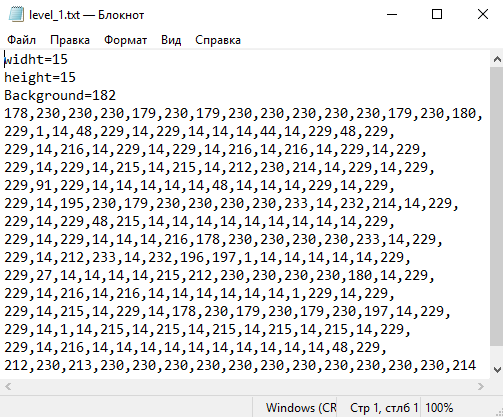 level_1.txt — Блокнот
Файл Правка Формат Вид Справка
widht=15
height=15
Background=182
178,230,230,230,179,230,179,230,230,230,230,230,179,230,180,
229,1,14,48,229,14,229,14,14,14,44,14,229,48,229,
229,14,216,14,229,14,229,14,216,14,216,14,229,14,229,
229,14,229,14,215,14,215,14,212,230,214,14,229,14,229,
229,91,229,14,14,14,14,14,48,14,14,14,229,14,229,
229,14,195,230,179,230,230,230,230,233,14,232,214,14,229,
229,14,229,48,215,14,14,14,14,14,14,14,14,14,229,
229,14,229,14,14,14,216,178,230,230,230,230,233,14,229,
229,14,212,233,14,232,196,197,1,14,14,14,14,14,229,
229,27,14,14,14,14,215,212,230,230,230,230,180,14,229,
229,14,216,14,216,14,14,14,14,14,14,1,229,14,229,
229,14,215,14,229,14,178,230,179,230,179,230,197,14,229,
229,14,1,14,215,14,215,14,215,14,215,14,215,14,229,
229,14,216,14,14,14,14,14,14,14,14,14,14,48,229,
212,230,213,230,230,230,230,230,230,230,230,230,230,230,214
Windows (CR Стр 1, стлб 1 100%